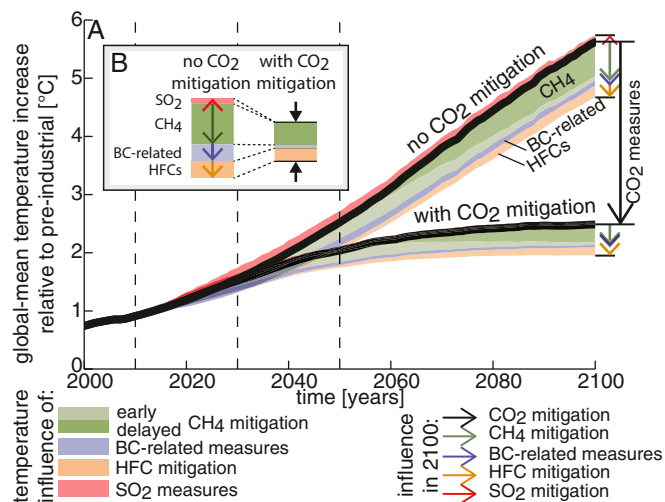 A
B
no CO2 with CO2
mitigation mitigation
SO2
CH4
BC-related
HFCs
global-mean temperature increase
relative to pre-industrial [°C]
6
5
4
3
2
1
0
no CO2 mitigation
CH4
BC-related
HFCs
CO2 measures
with CO2 mitigation
2000 2020 2040 2060 2080 2100
time [years]
temperature
influence of:
early
delayed
CH4 mitigation
BC-related measures
HFC mitigation
SO2 measures
influence
in 2100:
CO2 mitigation
CH4 mitigation
BC-related measures
HFC mitigation
SO2 mitigation